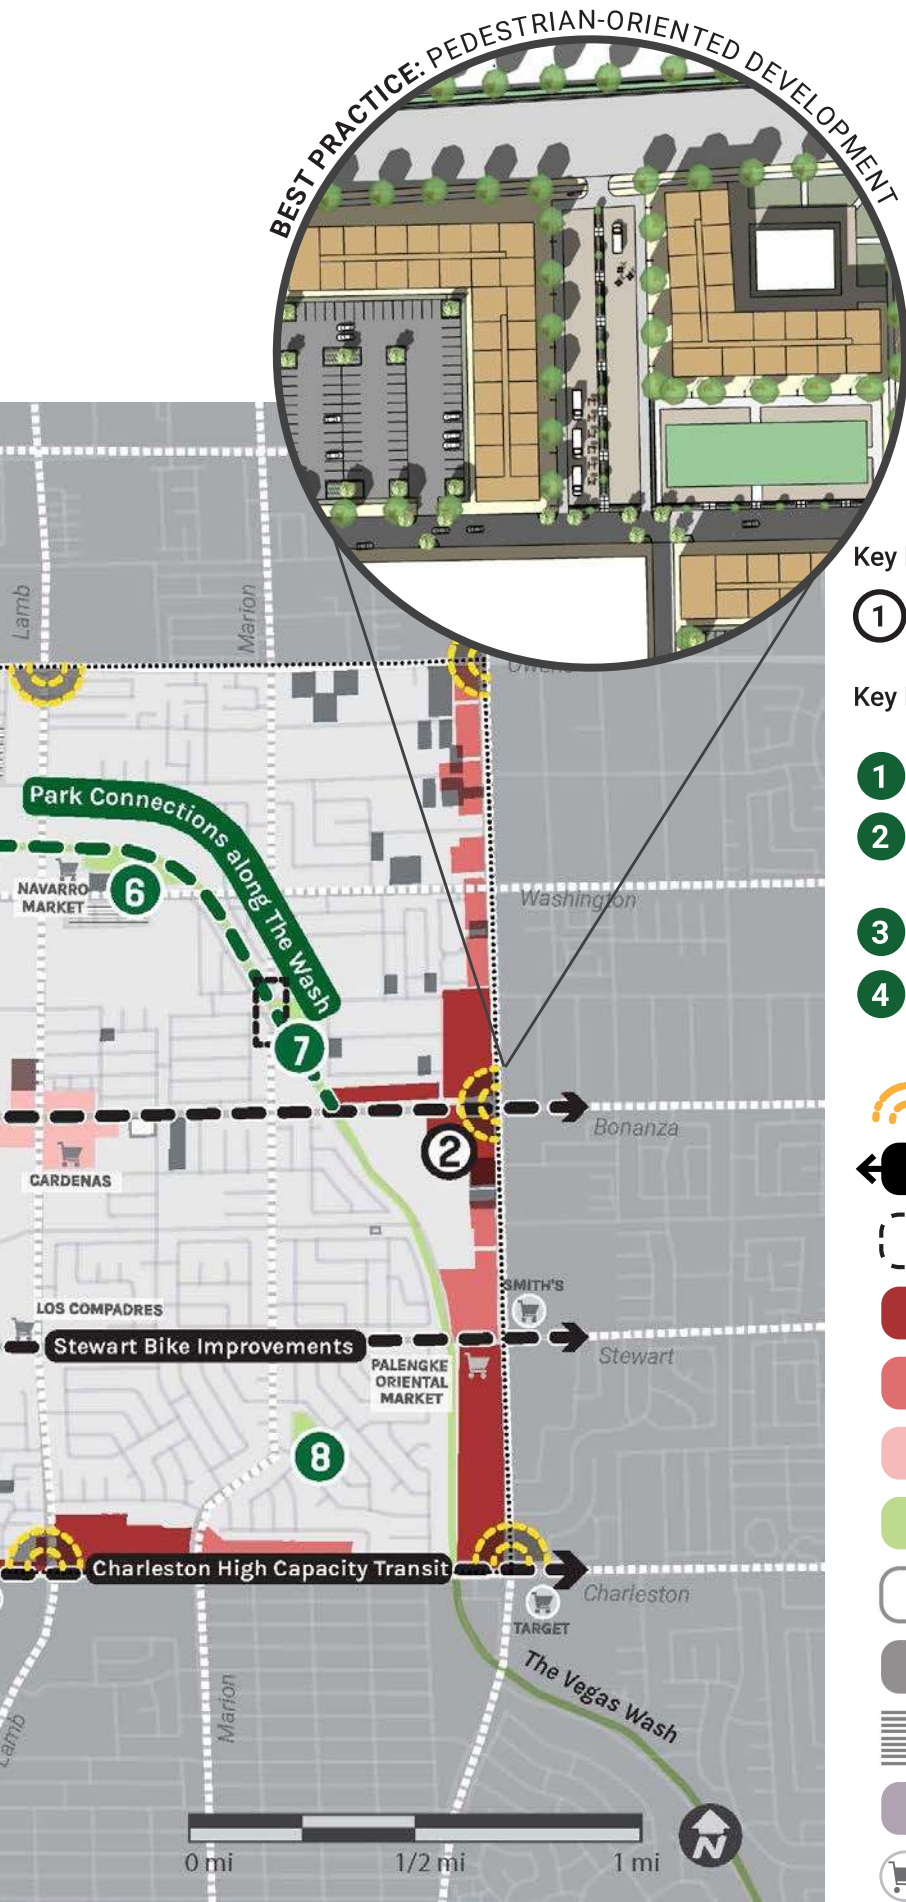 BEST PRACTICE: PEDESTRIAN-ORIENTED DEVELOPMENT
Key
1
Key
1
2
3
4
Lamb
Marion
Park Connections along The Wash
NAVARRO
MARKET
6
Washington
7
Bonanza
2
CARDENAS
SMITH'S
LOS COMPADRES
Stewart Bike Improvements
Stewart
PALENGKE
ORIENTAL
MARKET
8
Charleston High Capacity Transit
Charleston
TARGET
The Vegas Wash
Lamb
Marion
0 mi
1/2 mi
1 mi
N